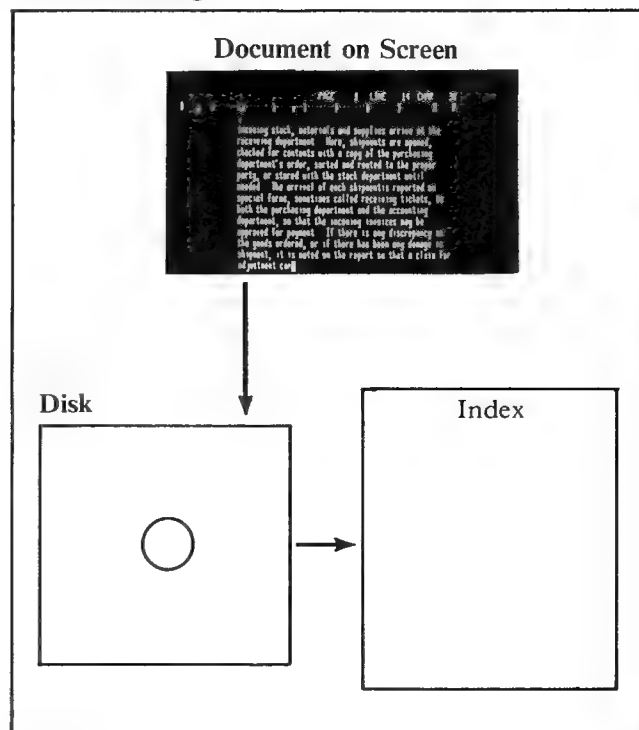 Document on Screen
PAGE LINE 14 CHAR
incoming stock, materials and supplies arrive at the
receiving department Here, shipments are opened,
checked for contents with a copy of the purchasing
department's order, sorted and routed to the proper
parts, or stored with the stock department until
needed The arrival of each shipment is reported on
special forms, sometimes called receiving tickets, to
both the purchasing department and the accounting
department, so that the incoming invoices may be
approved for payment If there is any discrepancy
the goods ordered, or if there has been any damage
shipment, it is noted on the report so that a claim for
adjustment can
Disk
Index